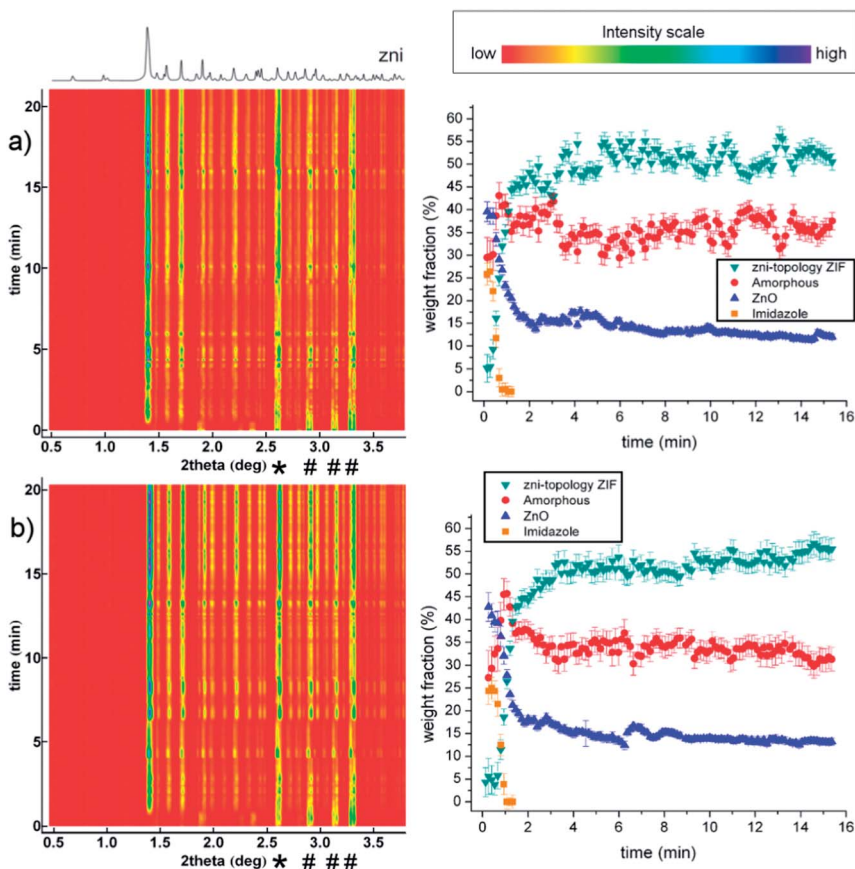 zni
Intensity scale
low high
a)
time (min)
20
15
10
5
0
0.5 1.0 1.5 2.0 2.5 3.0 3.5
2theta (deg) * # # #
weight fraction (%)
60
55
50
45
40
35
30
25
20
15
10
5
0
zni-topology ZIF
Amorphous
ZnO
Imidazole
0 2 4 6 8 10 12 14 16
time (min)
b)
time (min)
20
15
10
5
0
0.5 1.0 1.5 2.0 2.5 3.0 3.5
2theta (deg) * # # #
zni-topology ZIF
Amorphous
ZnO
Imidazole
weight fraction (%)
60
55
50
45
40
35
30
25
20
15
10
5
0
0 2 4 6 8 10 12 14 16
time (min)